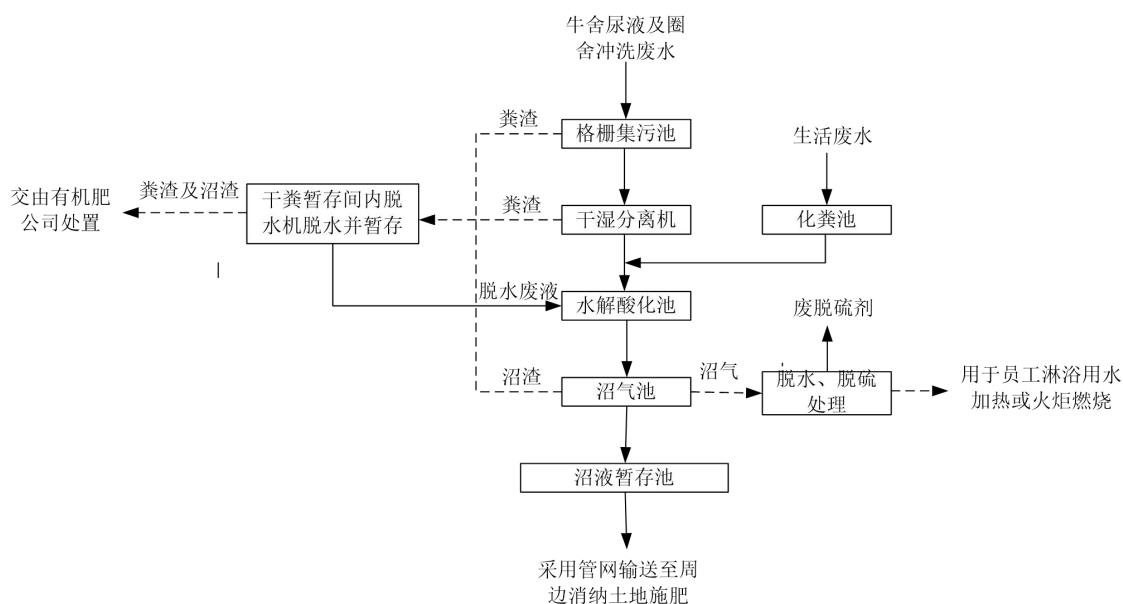 牛舍尿液及圈
舍冲洗废水
粪渣
格栅集污池
生活废水
交由有机肥
公司处置
粪渣及沼渣
干粪暂存间内脱
水机脱水并暂存
粪渣
干湿分离机
化粪池
脱水废液
水解酸化池
废脱硫剂
沼渣
沼气池
沼气
脱水、脱硫
处理
用于员工淋浴用水
加热或火炬燃烧
沼液暂存池
采用管网输送至周
边消纳土地施肥